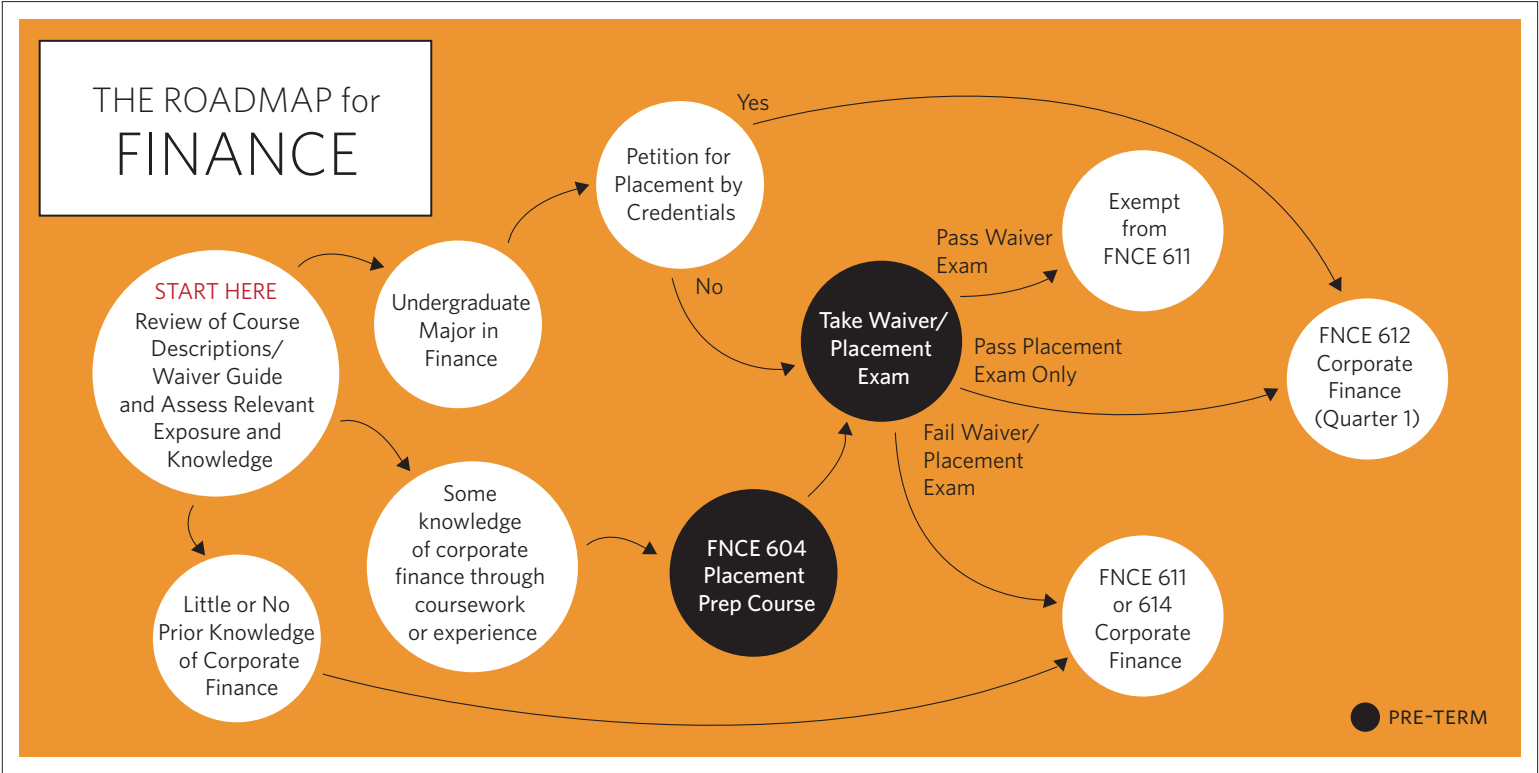 THE ROADMAP for
FINANCE
START HERE
Review of Course
Descriptions/
Waiver Guide
and Assess Relevant
Exposure and
Knowledge
Undergraduate
Major in
Finance
Petition for
Placement by
Credentials
Yes
No
Some
knowledge
of corporate
finance through
coursework
or experience
Little or No
Prior Knowledge
of Corporate
Finance
FNCE 604
Placement
Prep Course
Take Waiver/
Placement
Exam
Pass Waiver
Exam
Exempt
from
FNCE 611
Pass Placement
Exam Only
FNCE 612
Corporate
Finance
(Quarter 1)
Fail Waiver/
Placement
Exam
FNCE 611
or 614
Corporate
Finance
PRE-TERM